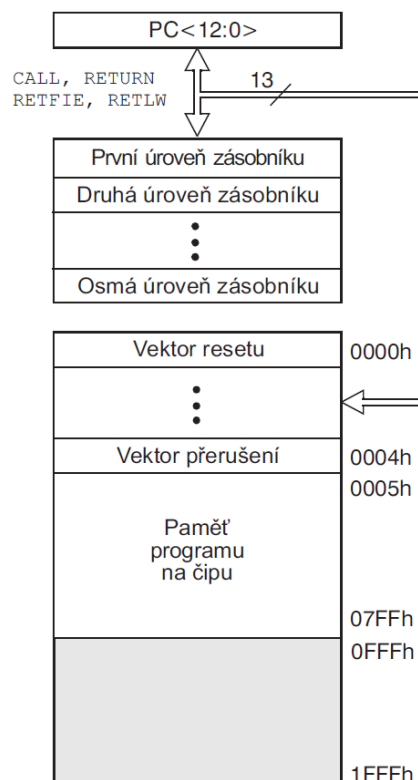 PC<12:0>
CALL, RETURN
RETFIE, RETLW
13
První úroveň zásobníku
Druhá úroveň zásobníku
Osmá úroveň zásobníku
Vektor resetu
0000h
Vektor přerušení
0004h
0005h
Paměť
programu
na čipu
07FFh
0FFFh
1FFFh